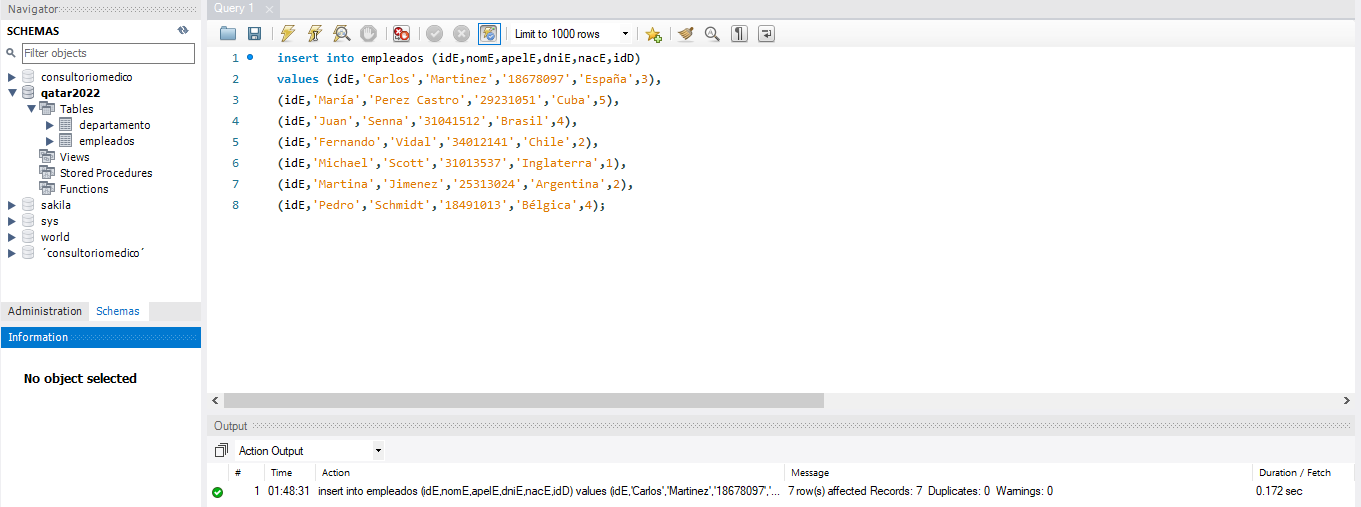 Navigator
SCHEMAS
Filter objects
consultoriomedico
qatar2022
Tables
departamento
empleados
Views
Stored Procedures
Functions
sakila
sys
world
´consultoriomedico´
Administration Schemas
Information
No object selected
Query 1
Limit to 1000 rows
1 insert into empleados (idE,nomE,apelE,dniE,nacE,idD)
2 values (idE,'Carlos','Martinez','18678097','España',3),
3 (idE,'María','Perez Castro','29231051','Cuba',5),
4 (idE,'Juan','Senna','31041512','Brasil',4),
5 (idE,'Fernando','Vidal','34012141','Chile',2),
6 (idE,'Michael','Scott','31013537','Inglaterra',1),
7 (idE,'Martina','Jimenez','25313024','Argentina',2),
8 (idE,'Pedro','Schmidt','18491013','Bélgica',4);
Output
Action Output
# Time Action Message Duration / Fetch
1 01:48:31 insert into empleados (idE,nomE,apelE,dniE,nacE,idD) values (idE,'Carlos','Martinez','18678097','... 7 row(s) affected Records: 7 Duplicates: 0 Warnings: 0 0.172 sec